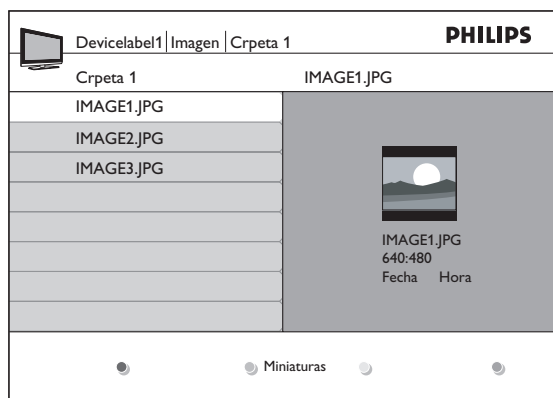 Devicelabel1 | Imagen | Crpeta 1
PHILIPS
Crpeta 1
IMAGE1.JPG
IMAGE1.JPG
IMAGE2.JPG
IMAGE3.JPG
IMAGE1.JPG
640:480
Fecha Hora
Miniaturas